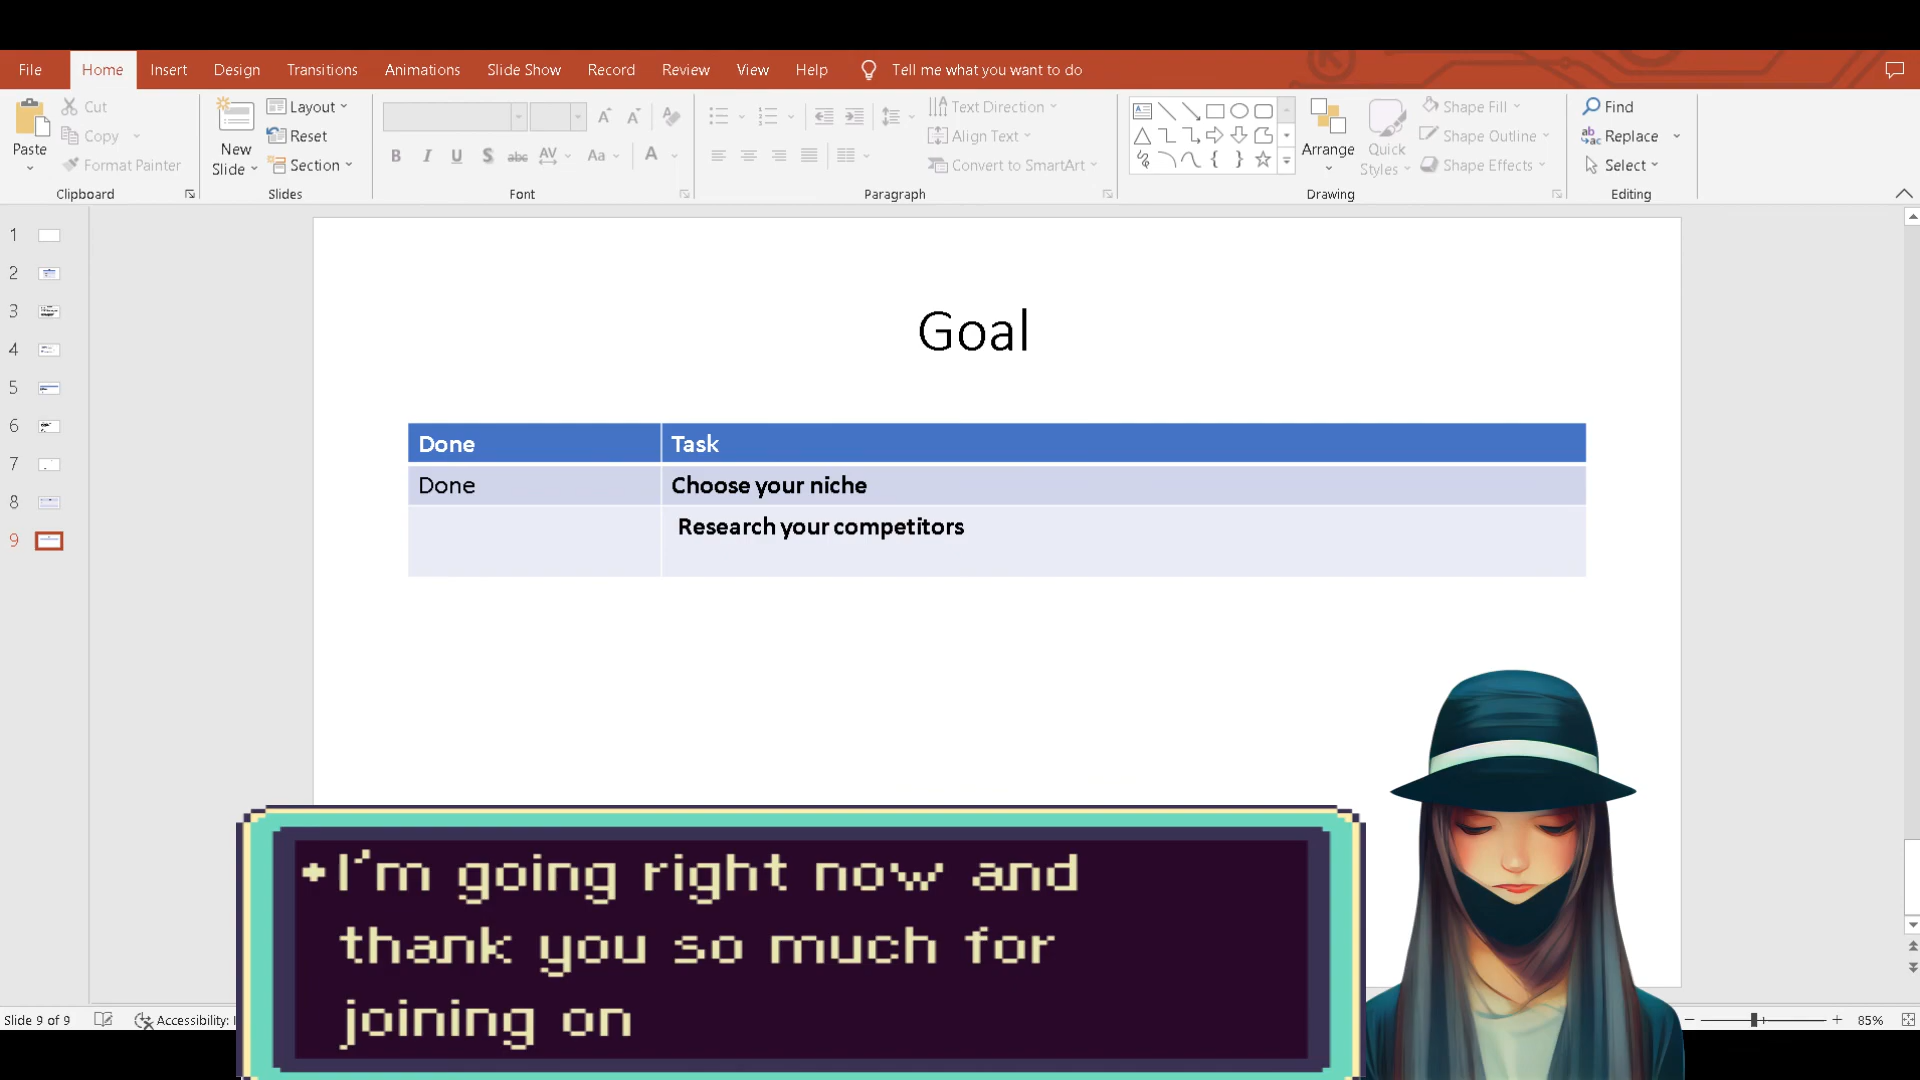 File Home Insert Design Transitions Animations Slide Show Record Review View Help Tell me what you want to do
Paste
Cut
Copy
Format Painter
Clipboard
New
Slide
Layout
Reset
Section
Slides
B I U S abc AV Aa A
Font
Text Direction
Align Text
Convert to SmartArt
Paragraph
Arrange
Quick
Styles
Shape Fill
Shape Outline
Shape Effects
Drawing
Find
Replace
Select
Editing
1
2
3
4
5
6
7
8
9
Goal
Done Task
Done Choose your niche
Research your competitors
I'm going right now and
thank you so much for
joining on
Slide 9 of 9 Accessibility: 85%